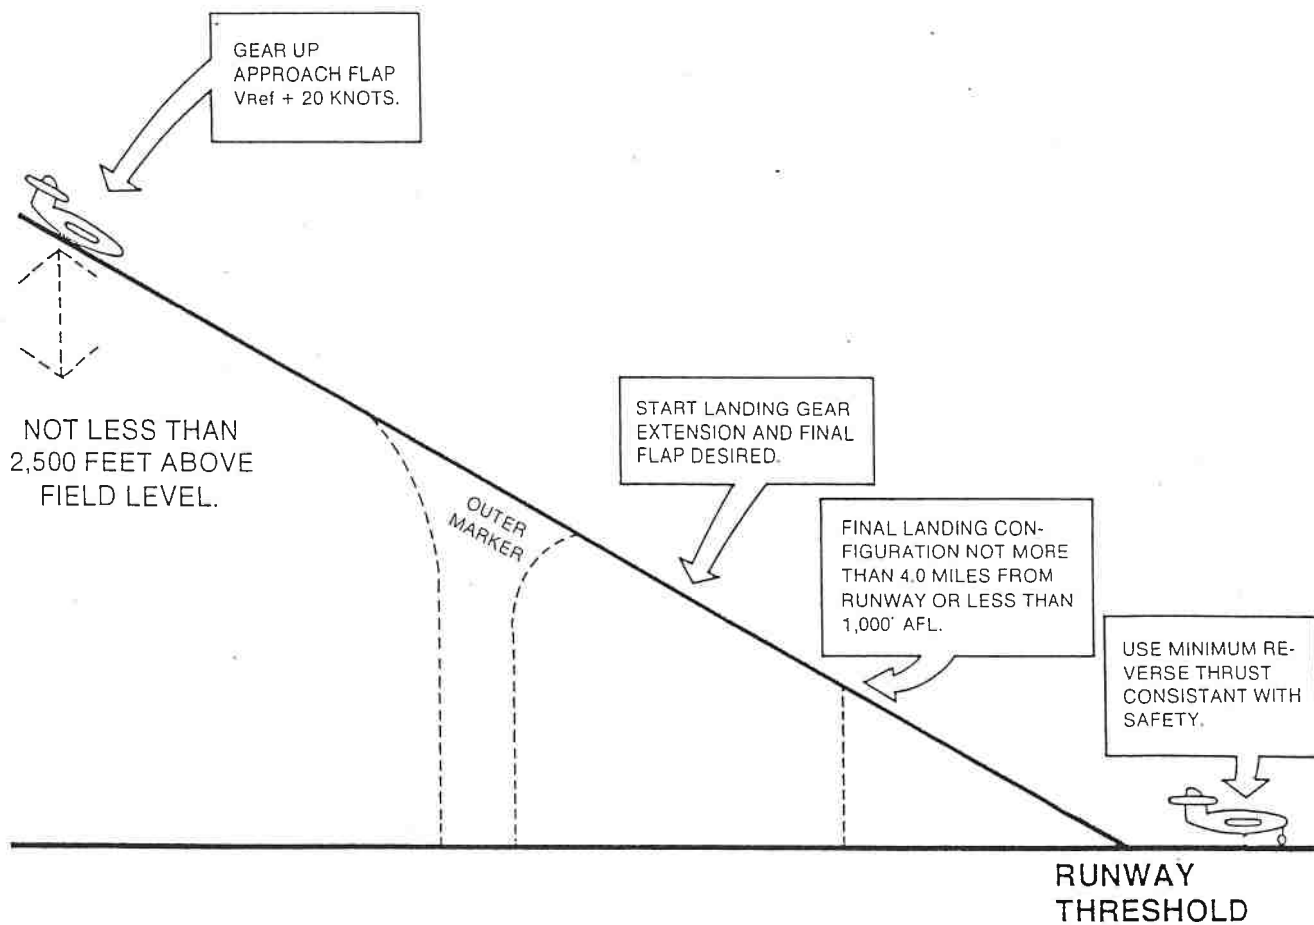 GEAR UP
APPROACH FLAP
VRef + 20 KNOTS.
NOT LESS THAN
2,500 FEET ABOVE
FIELD LEVEL.
OUTER
MARKER
START LANDING GEAR
EXTENSION AND FINAL
FLAP DESIRED.
FINAL LANDING CON-
FIGURATION NOT MORE
THAN 4.0 MILES FROM
RUNWAY OR LESS THAN
1,000' AFL.
USE MINIMUM RE-
VERSE THRUST
CONSISTANT WITH
SAFETY.
RUNWAY
THRESHOLD